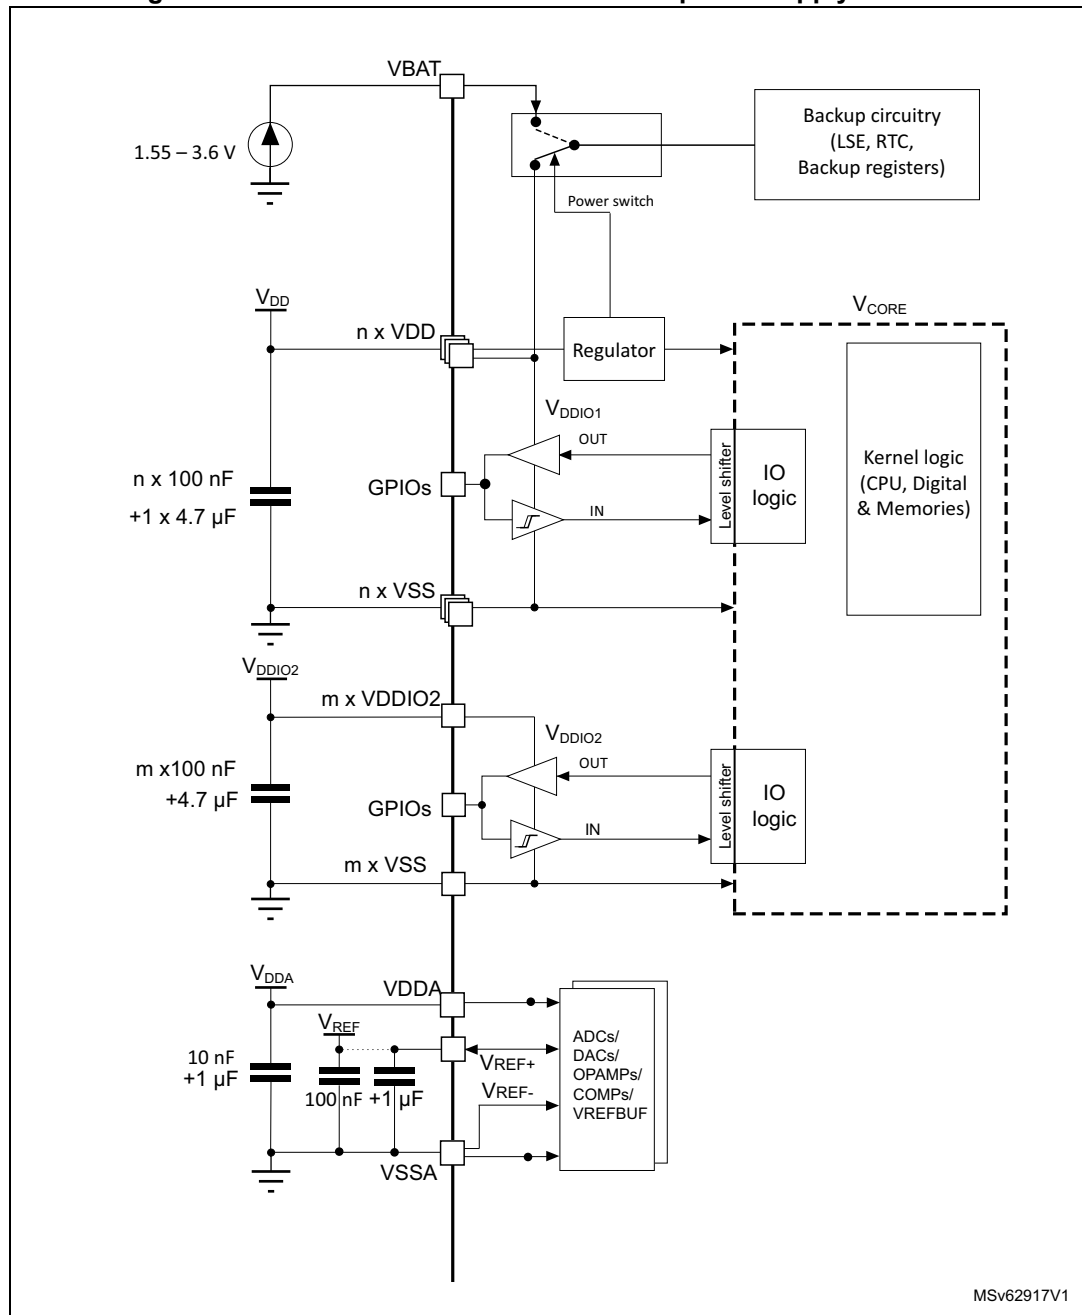 VBAT
1.55 – 3.6 V
Backup circuitry
(LSE, RTC,
Backup registers)
Power switch
VDD
n x VDD
Regulator
VCORE
VDDIO1
OUT
n x 100 nF
+1 x 4.7 µF
GPIOs
IN
Level shifter
IO
logic
Kernel logic
(CPU, Digital
& Memories)
n x VSS
VDDIO2
m x VDDIO2
VDDIO2
OUT
m x100 nF
+4.7 µF
GPIOs
IN
Level shifter
IO
logic
m x VSS
VDDA
VDDA
VREF
10 nF
+1 µF
100 nF
+1 µF
VREF+
VREF-
ADCs/
DACs/
OPAMPs/
COMPs/
VREFBUF
VSSA
MSv62917V1